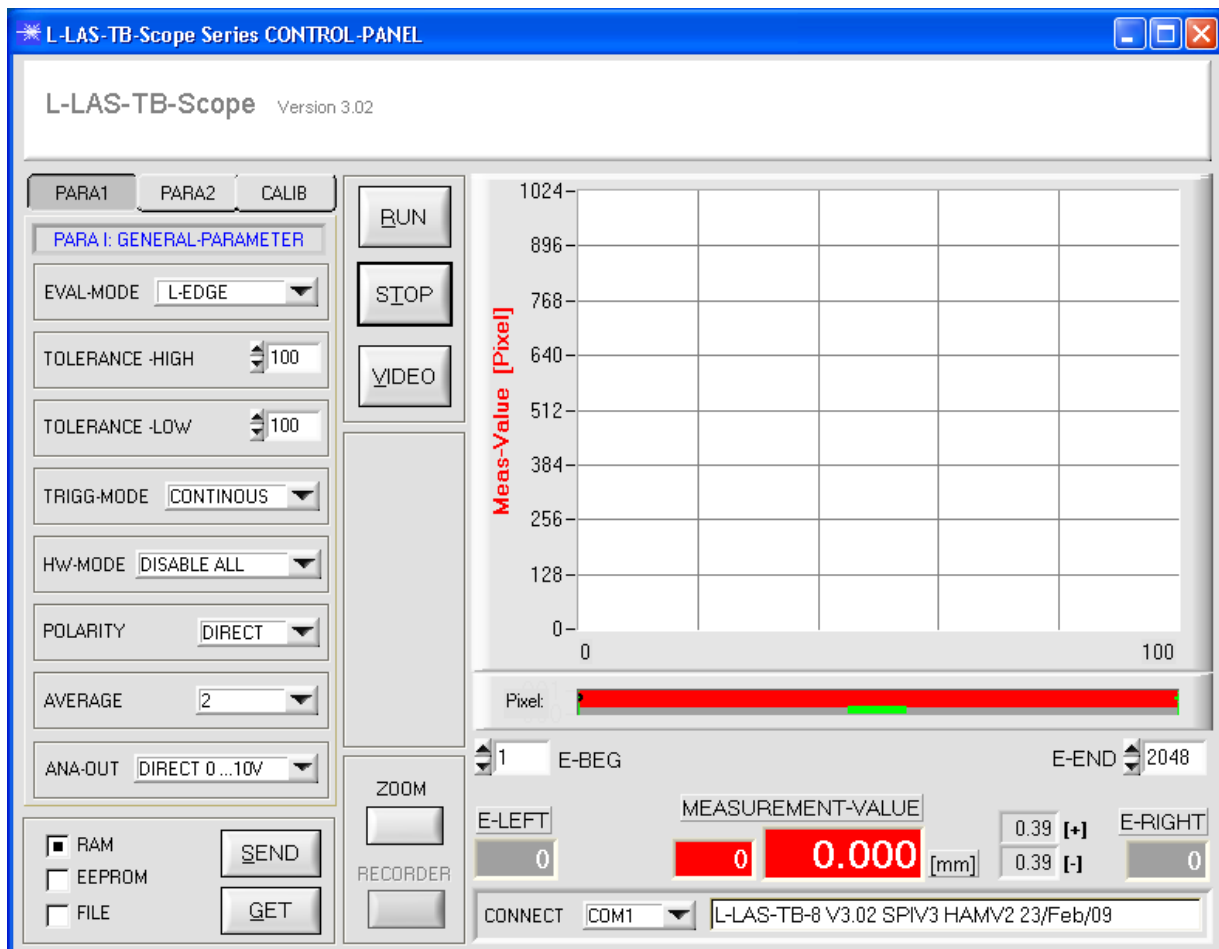 L-LAS-TB-Scope Series CONTROL-PANEL
L-LAS-TB-Scope Version 3.02
PARA1 PARA2 CALIB
PARA I: GENERAL-PARAMETER
EVAL-MODE L-EDGE
TOLERANCE -HIGH 100
TOLERANCE -LOW 100
TRIGG-MODE CONTINOUS
HW-MODE DISABLE ALL
POLARITY DIRECT
AVERAGE 2
ANA-OUT DIRECT 0 ...10V
RAM
EEPROM
FILE
SEND
GET
RUN
STOP
VIDEO
ZOOM
RECORDER
Meas-Value [Pixel]
1024
896
768
640
512
384
256
128
0
0 100
Pixel:
1 E-BEG
E-END 2048
E-LEFT
0
MEASUREMENT-VALUE
0 0.000 [mm]
0.39 [+]
0.39 [-]
E-RIGHT
0
CONNECT COM1 L-LAS-TB-8 V3.02 SPIV3 HAMV2 23/Feb/09